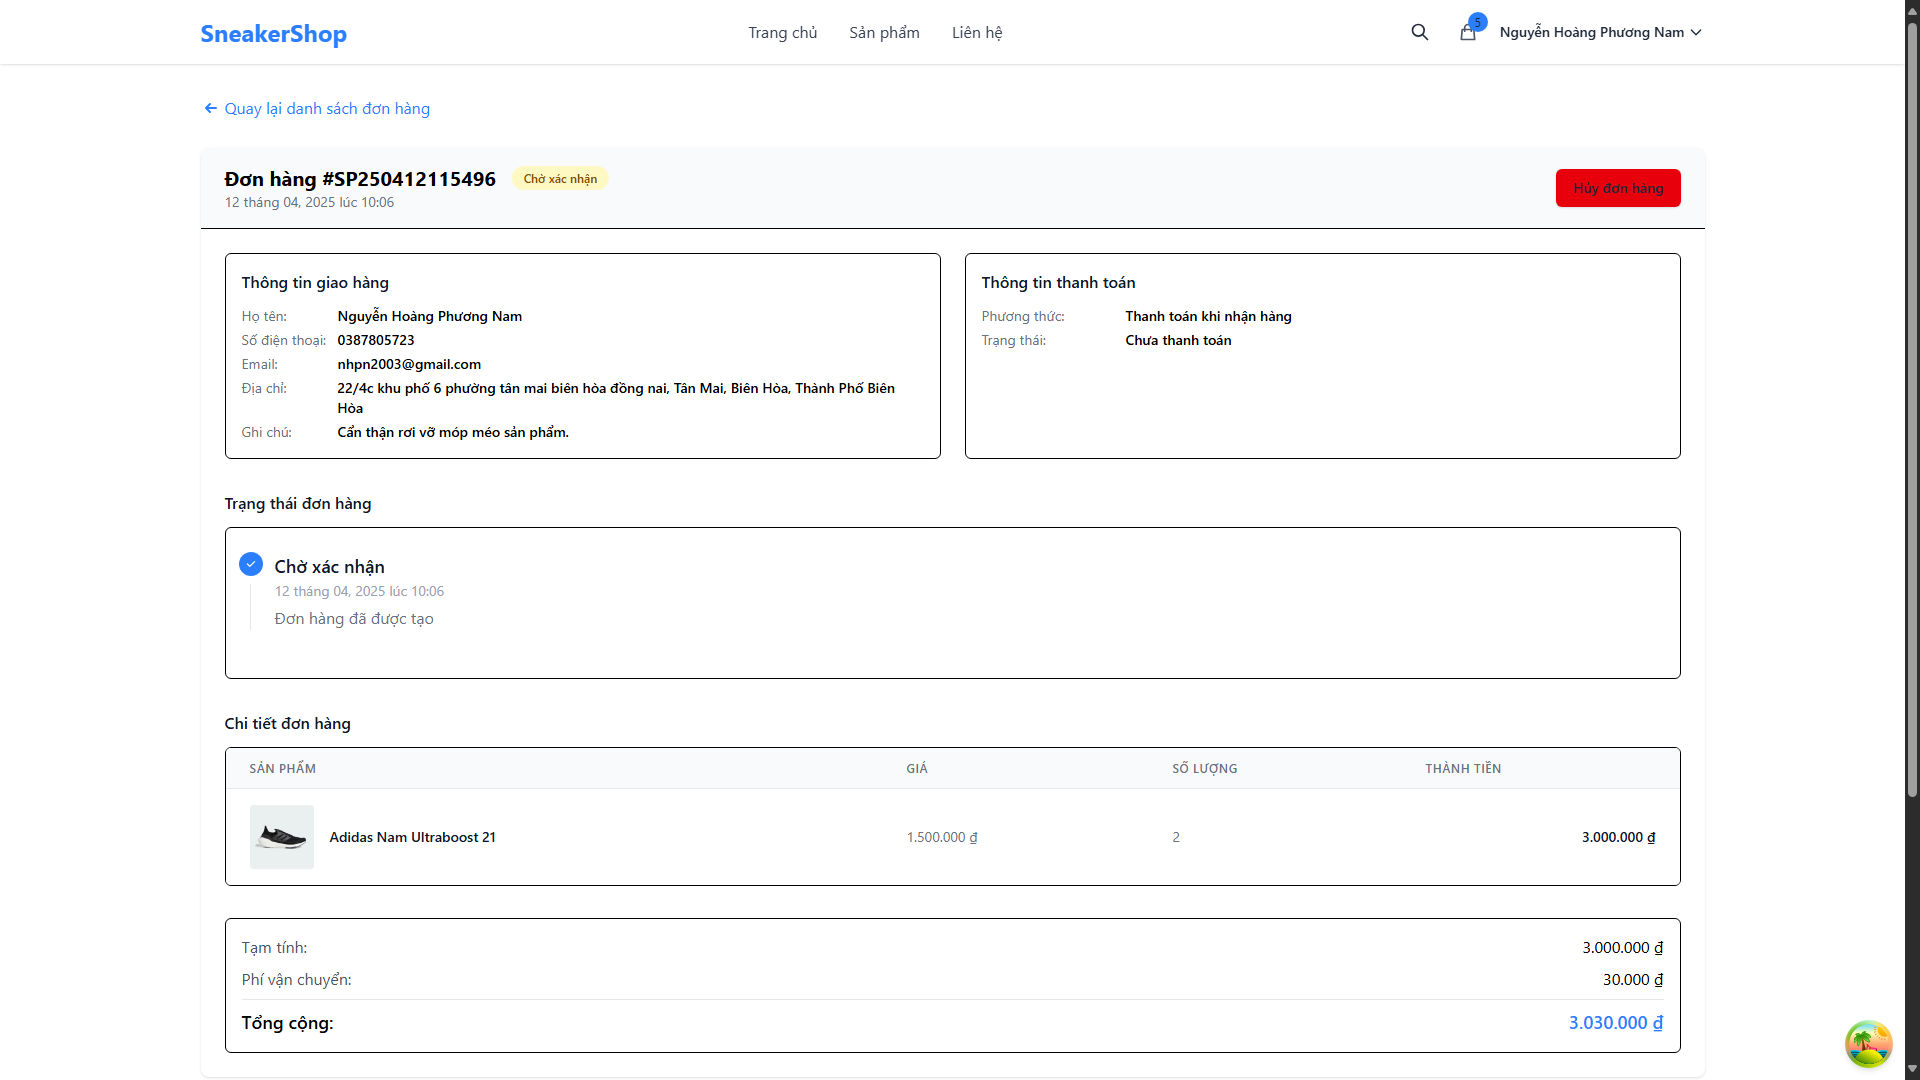 SneakerShop
Trang chủ
Sản phẩm
Liên hệ
5
Nguyễn Hoàng Phương Nam
Quay lại danh sách đơn hàng
Đơn hàng #SP250412115496
Chờ xác nhận
12 tháng 04, 2025 lúc 10:06
Hủy đơn hàng
Thông tin giao hàng
Họ tên: Nguyễn Hoàng Phương Nam
Số điện thoại: 0387805723
Email: nhpn2003@gmail.com
Địa chỉ: 22/4c khu phố 6 phường tân mai biên hòa đồng nai, Tân Mai, Biên Hòa, Thành Phố Biên
Hòa
Ghi chú: Cẩn thận rơi vỡ móp méo sản phẩm.
Thông tin thanh toán
Phương thức: Thanh toán khi nhận hàng
Trạng thái: Chưa thanh toán
Trạng thái đơn hàng
Chờ xác nhận
12 tháng 04, 2025 lúc 10:06
Đơn hàng đã được tạo
Chi tiết đơn hàng
SẢN PHẨM GIÁ SỐ LƯỢNG THÀNH TIỀN
Adidas Nam Ultraboost 21 1.500.000 ₫ 2 3.000.000 ₫
Tạm tính: 3.000.000 ₫
Phí vận chuyển: 30.000 ₫
Tổng cộng: 3.030.000 ₫